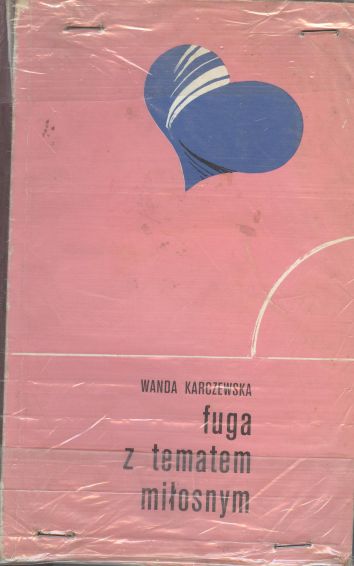 WANDA KARCZEWSKA
fuga
z tematem
miłosnym